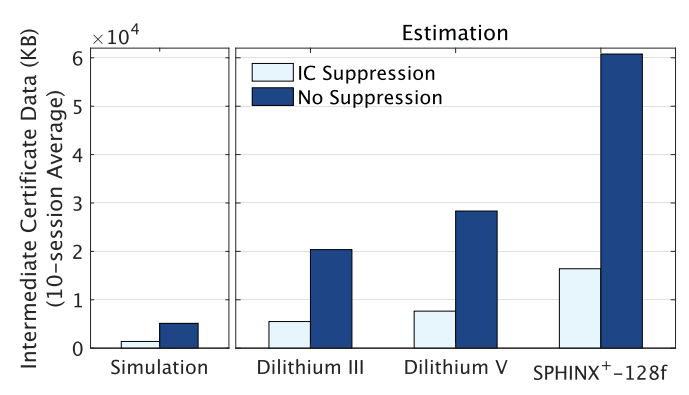 Estimation
×10⁴
Intermediate Certificate Data (KB)
(10-session Average)
6
5
4
3
2
1
0
IC Suppression
No Suppression
Simulation
Dilithium III
Dilithium V
SPHINX⁺-128f